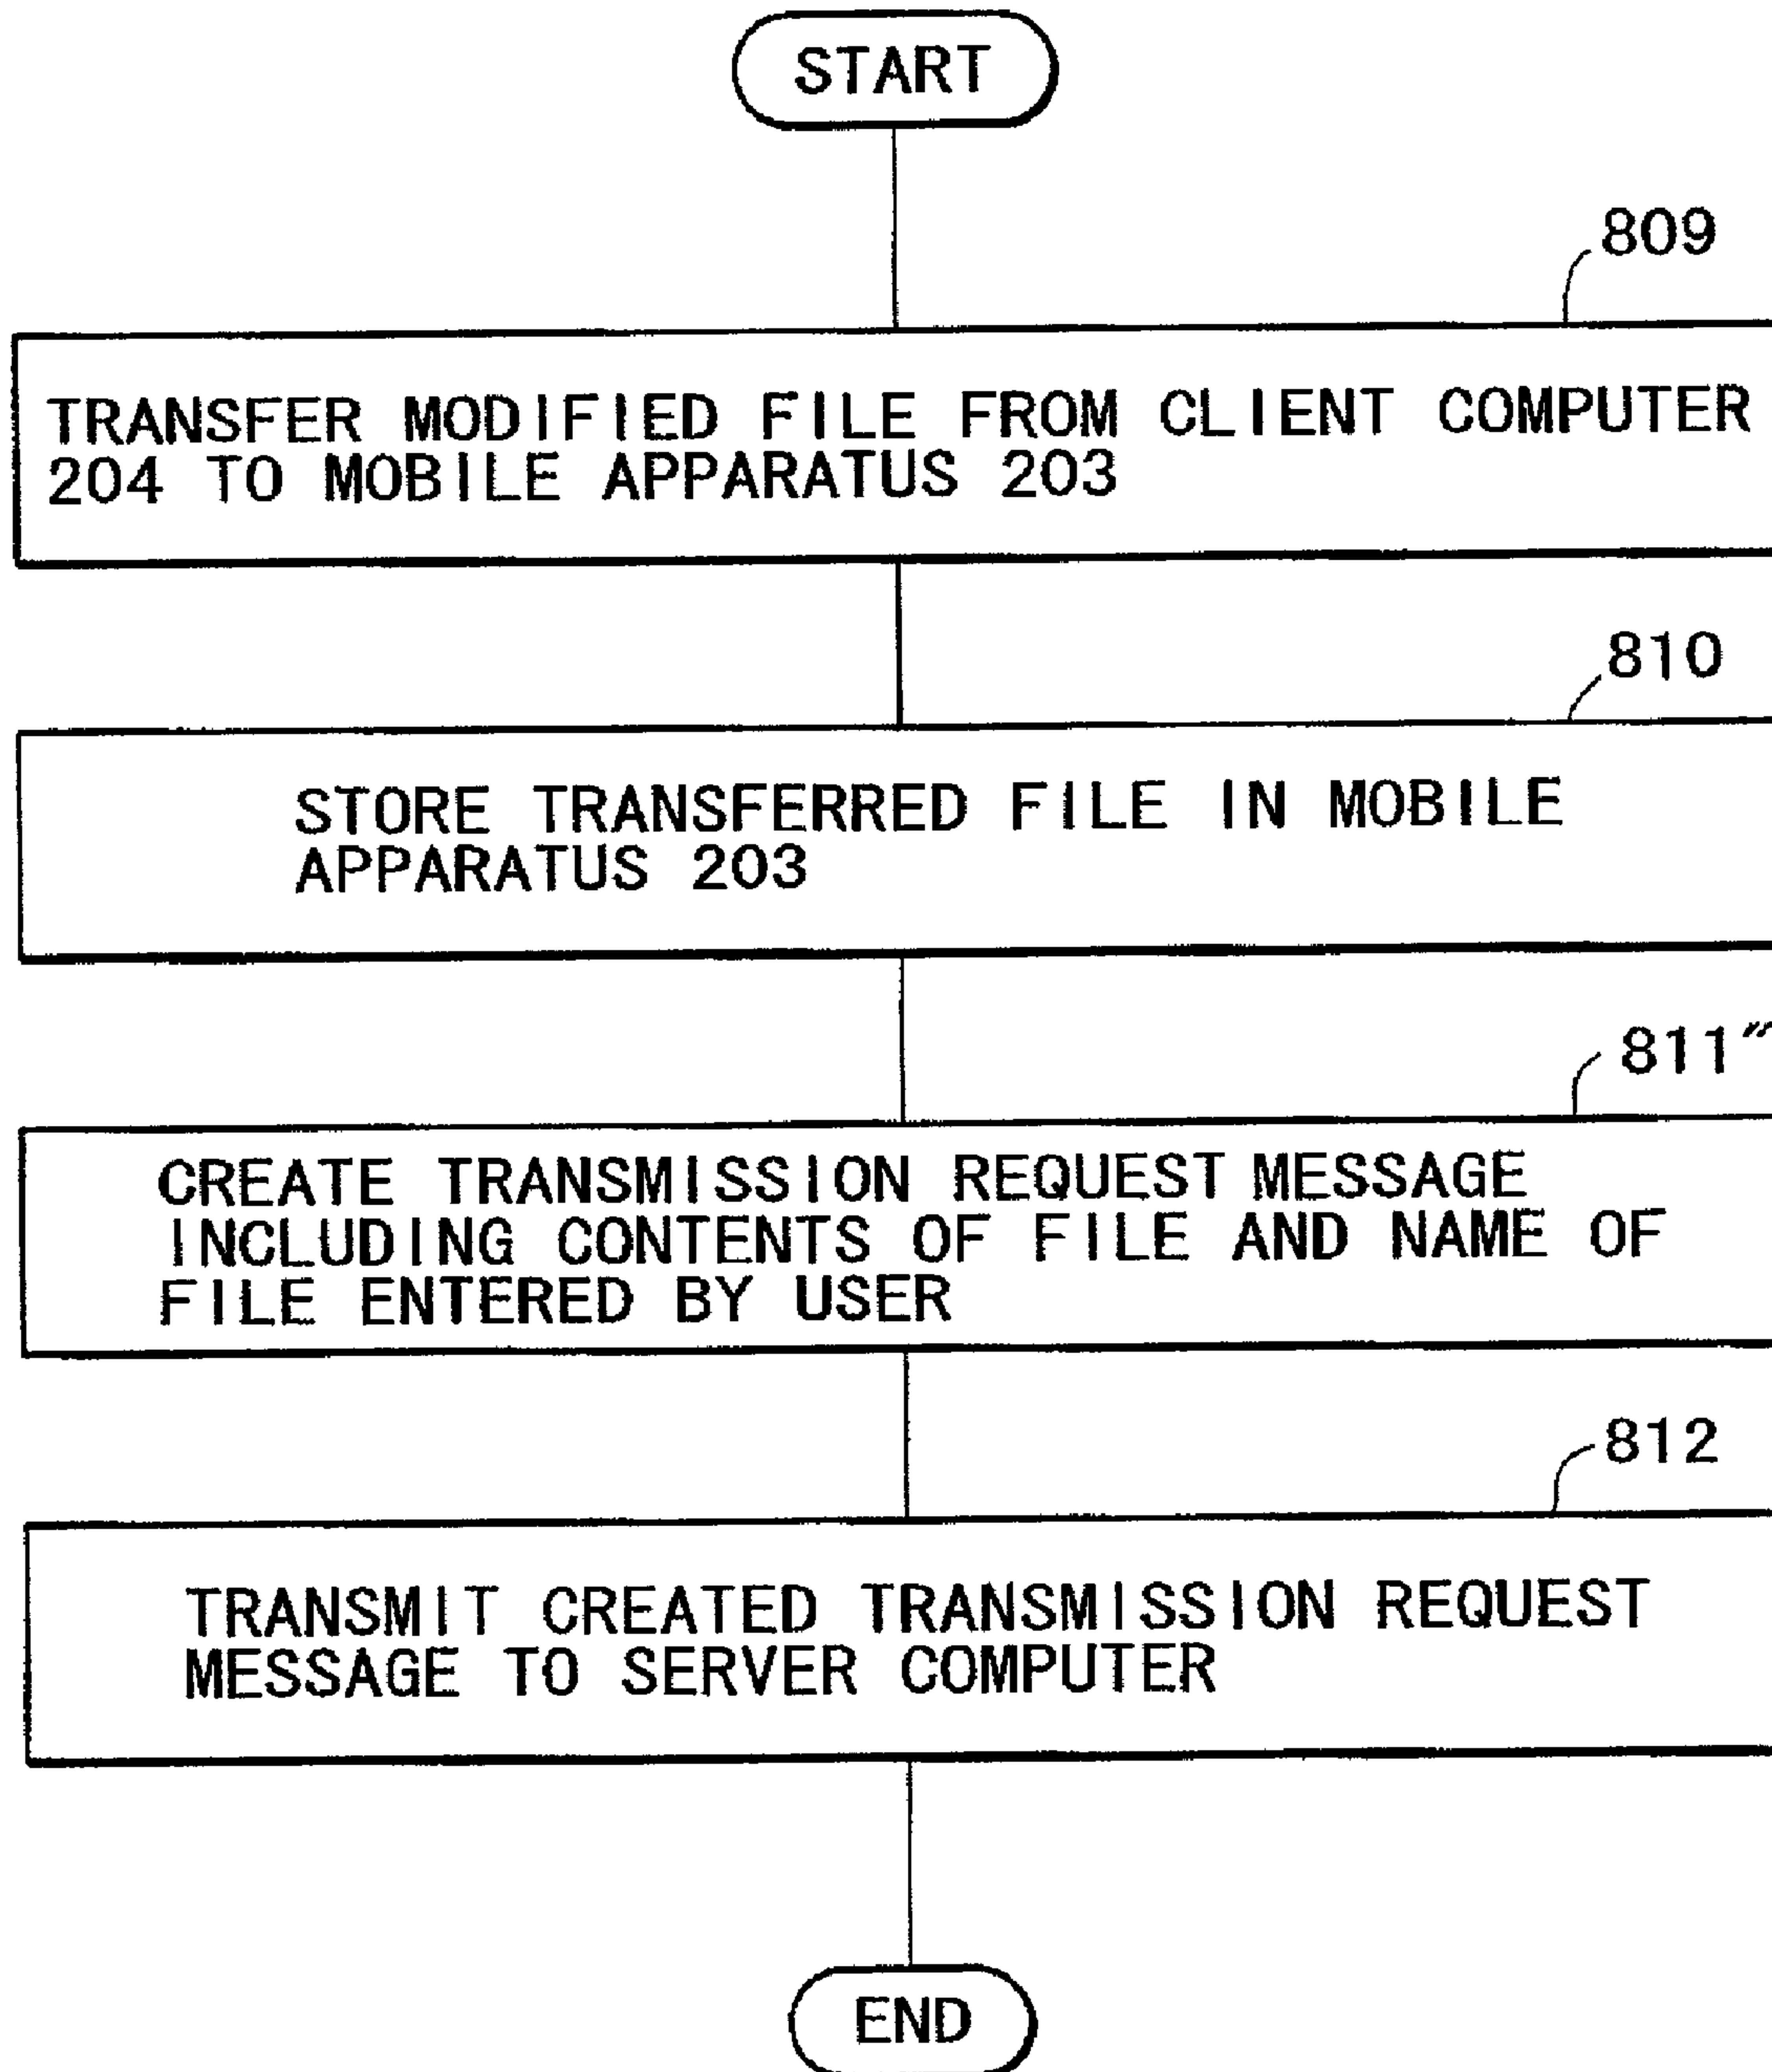 START
809
TRANSFER MODIFIED FILE FROM CLIENT COMPUTER
204 TO MOBILE APPARATUS 203
810
STORE TRANSFERRED FILE IN MOBILE
APPARATUS 203
811"
CREATE TRANSMISSION REQUEST MESSAGE
INCLUDING CONTENTS OF FILE AND NAME OF
FILE ENTERED BY USER
812
TRANSMIT CREATED TRANSMISSION REQUEST
MESSAGE TO SERVER COMPUTER
END